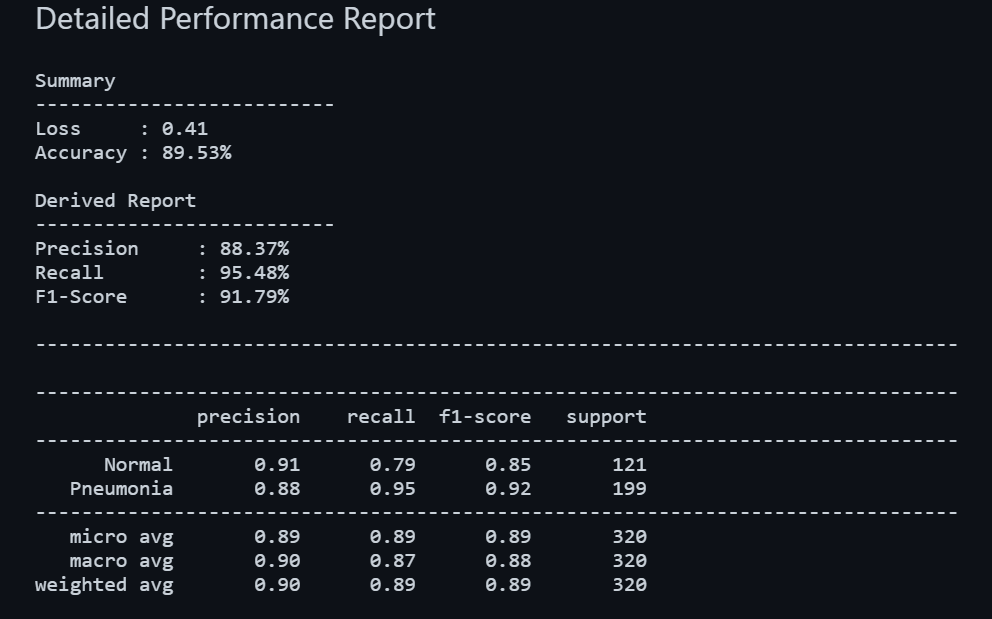 Detailed Performance Report
Summary
--------------------------
Loss     : 0.41
Accuracy : 89.53%
Derived Report
--------------------------
Precision     : 88.37%
Recall        : 95.48%
F1-Score      : 91.79%
--------------------------------------------------------------------------------
--------------------------------------------------------------------------------
              precision    recall  f1-score   support
--------------------------------------------------------------------------------
      Normal       0.91      0.79      0.85       121
   Pneumonia       0.88      0.95      0.92       199
--------------------------------------------------------------------------------
   micro avg       0.89      0.89      0.89       320
   macro avg       0.90      0.87      0.88       320
weighted avg       0.90      0.89      0.89       320